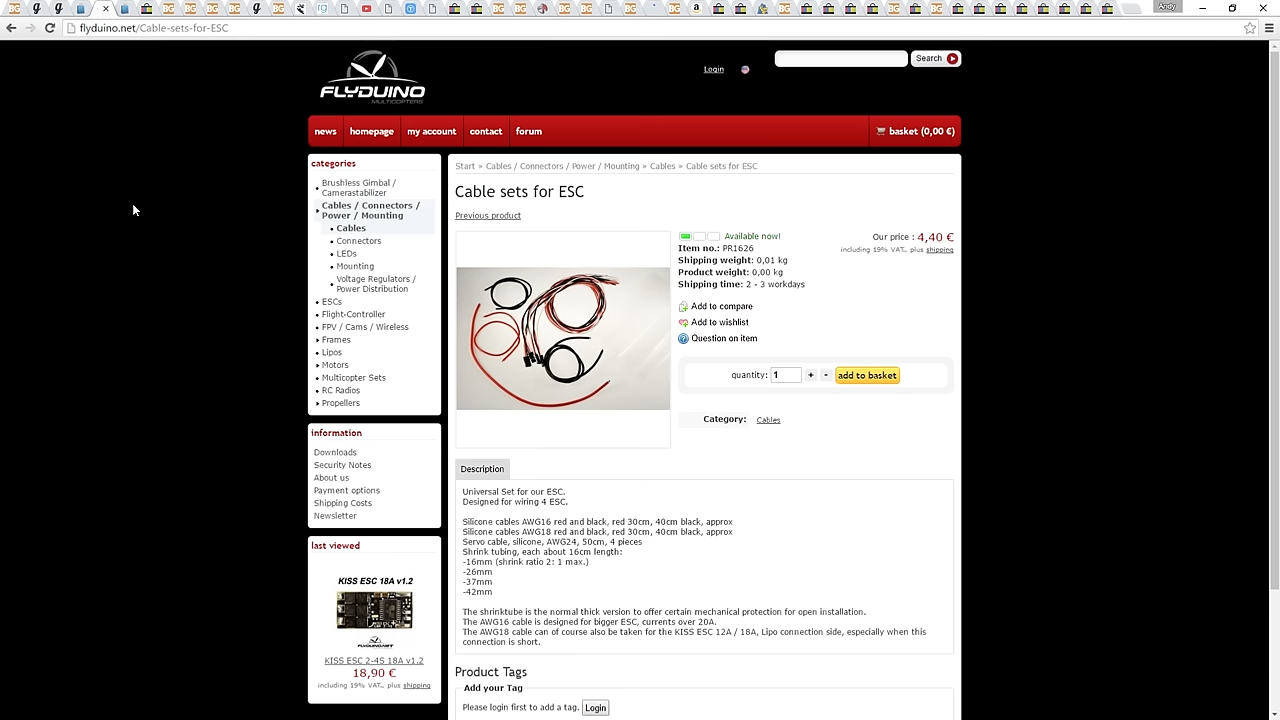 Andy
flyduino.net/Cable-sets-for-ESC
FLYDUINO
MULTICOPTERS
Login
Search
news
homepage
my account
contact
forum
basket (0,00 €)
categories
Brushless Gimbal /
Camerastabilizer
Cables / Connectors /
Power / Mounting
Cables
Connectors
LEDs
Mounting
Voltage Regulators /
Power Distribution
ESCs
Flight-Controller
FPV / Cams / Wireless
Frames
Lipos
Motors
Multicopter Sets
RC Radios
Propellers
information
Downloads
Security Notes
About us
Payment options
Shipping Costs
Newsletter
last viewed
KISS ESC 18A v1.2
FLYDUINO.NET
KISS ESC 2-4S 18A v1.2
18,90 €
including 19% VAT., plus shipping
Start » Cables / Connectors / Power / Mounting » Cables » Cable sets for ESC
Cable sets for ESC
Previous product
Available now!
Item no.: PR1626
Shipping weight: 0,01 kg
Product weight: 0,00 kg
Shipping time: 2 - 3 workdays
Our price : 4,40 €
including 19% VAT., plus shipping
Add to compare
Add to wishlist
Question on item
quantity: 1 + - add to basket
Category: Cables
Description
Universal Set for our ESC.
Designed for wiring 4 ESC.
Silicone cables AWG16 red and black, red 30cm, 40cm black, approx
Silicone cables AWG18 red and black, red 30cm, 40cm black, approx
Servo cable, silicone, AWG24, 50cm, 4 pieces
Shrink tubing, each about 16cm length:
-16mm (shrink ratio 2: 1 max.)
-26mm
-37mm
-42mm
The shrinktube is the normal thick version to offer certain mechanical protection for open installation.
The AWG16 cable is designed for bigger ESC, currents over 20A.
The AWG18 cable can of course also be taken for the KISS ESC 12A / 18A, Lipo connection side, especially when this
connection is short.
Product Tags
Add your Tag
Please login first to add a tag. Login